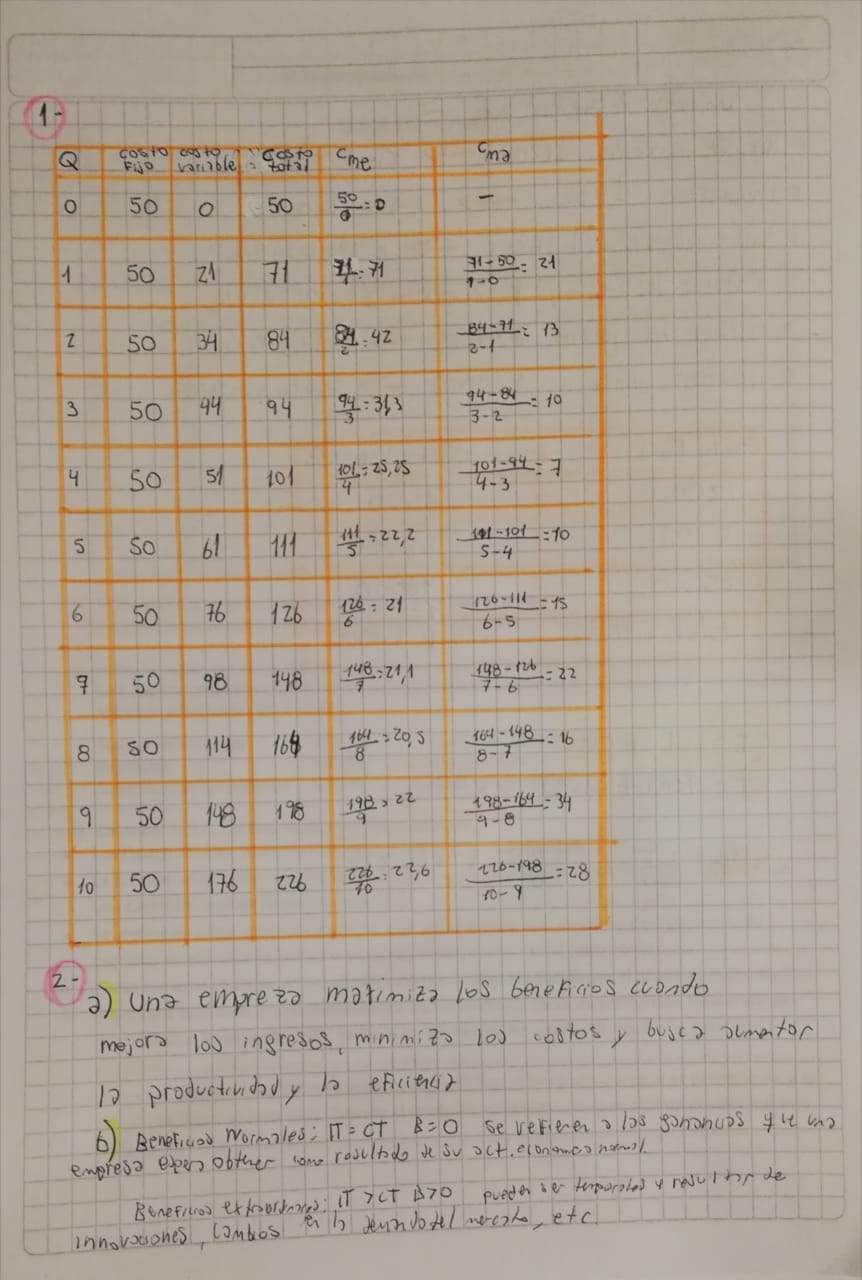 1-
Q costo Fijo costo variable = costo total Cme Cma
0 50 0 50 50/0 = 0 -
1 50 21 71 71/1 = 71 71-50/1-0 = 21
2 50 34 84 84/2 = 42 84-71/2-1 = 13
3 50 44 94 94/3 = 31,3 94-84/3-2 = 10
4 50 51 101 101/4 = 25,25 101-94/4-3 = 7
5 50 61 111 111/5 = 22,2 111-101/5-4 = 10
6 50 76 126 126/6 = 21 126-111/6-5 = 15
7 50 98 148 148/7 = 21,1 148-126/7-6 = 22
8 50 114 164 164/8 = 20,5 164-148/8-7 = 16
9 50 148 198 198/9 = 22 198-164/9-8 = 34
10 50 176 226 226/10 = 22,6 226-198/10-9 = 28
2- a) Una empreza maximiza los beneficios cuando
mejora los ingresos, minimiza los costos y busca aumentar
la productividad y la eficiencia
b) Beneficios Normales: IT = CT B = 0 se refieren a las ganancias que una
empresa espera obtener como resultado de su act. economica normal.
Beneficios extraordinarios: IT > CT B>0 pueden ser temporales y resultar de
innovaciones, cambios en la demanda del mercado, etc.